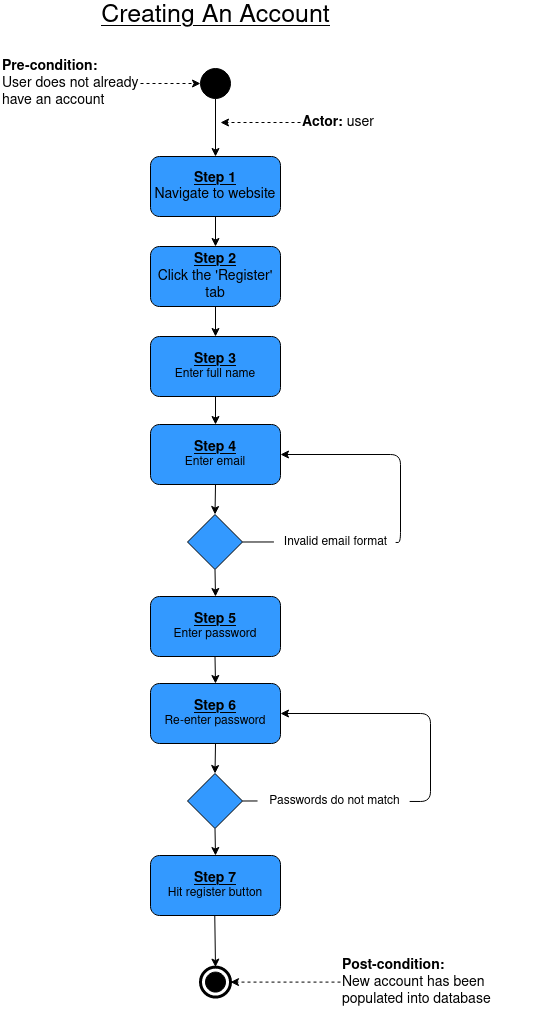 Creating An Account
Pre-condition:
User does not already
have an account
Actor: user
Step 1
Navigate to website
Step 2
Click the 'Register'
tab
Step 3
Enter full name
Step 4
Enter email
Invalid email format
Step 5
Enter password
Step 6
Re-enter password
Passwords do not match
Step 7
Hit register button
Post-condition:
New account has been
populated into database